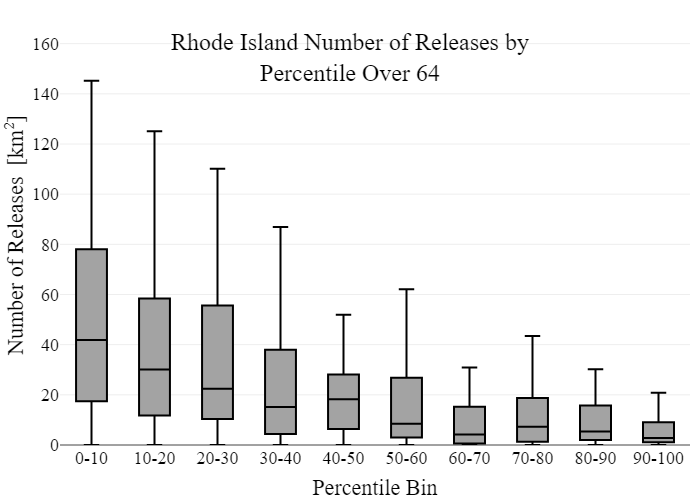 Rhode Island Number of Releases by
Percentile Over 64
Number of Releases [km²]
160
140
120
100
80
60
40
20
0
0-10 10-20 20-30 30-40 40-50 50-60 60-70 70-80 80-90 90-100
Percentile Bin